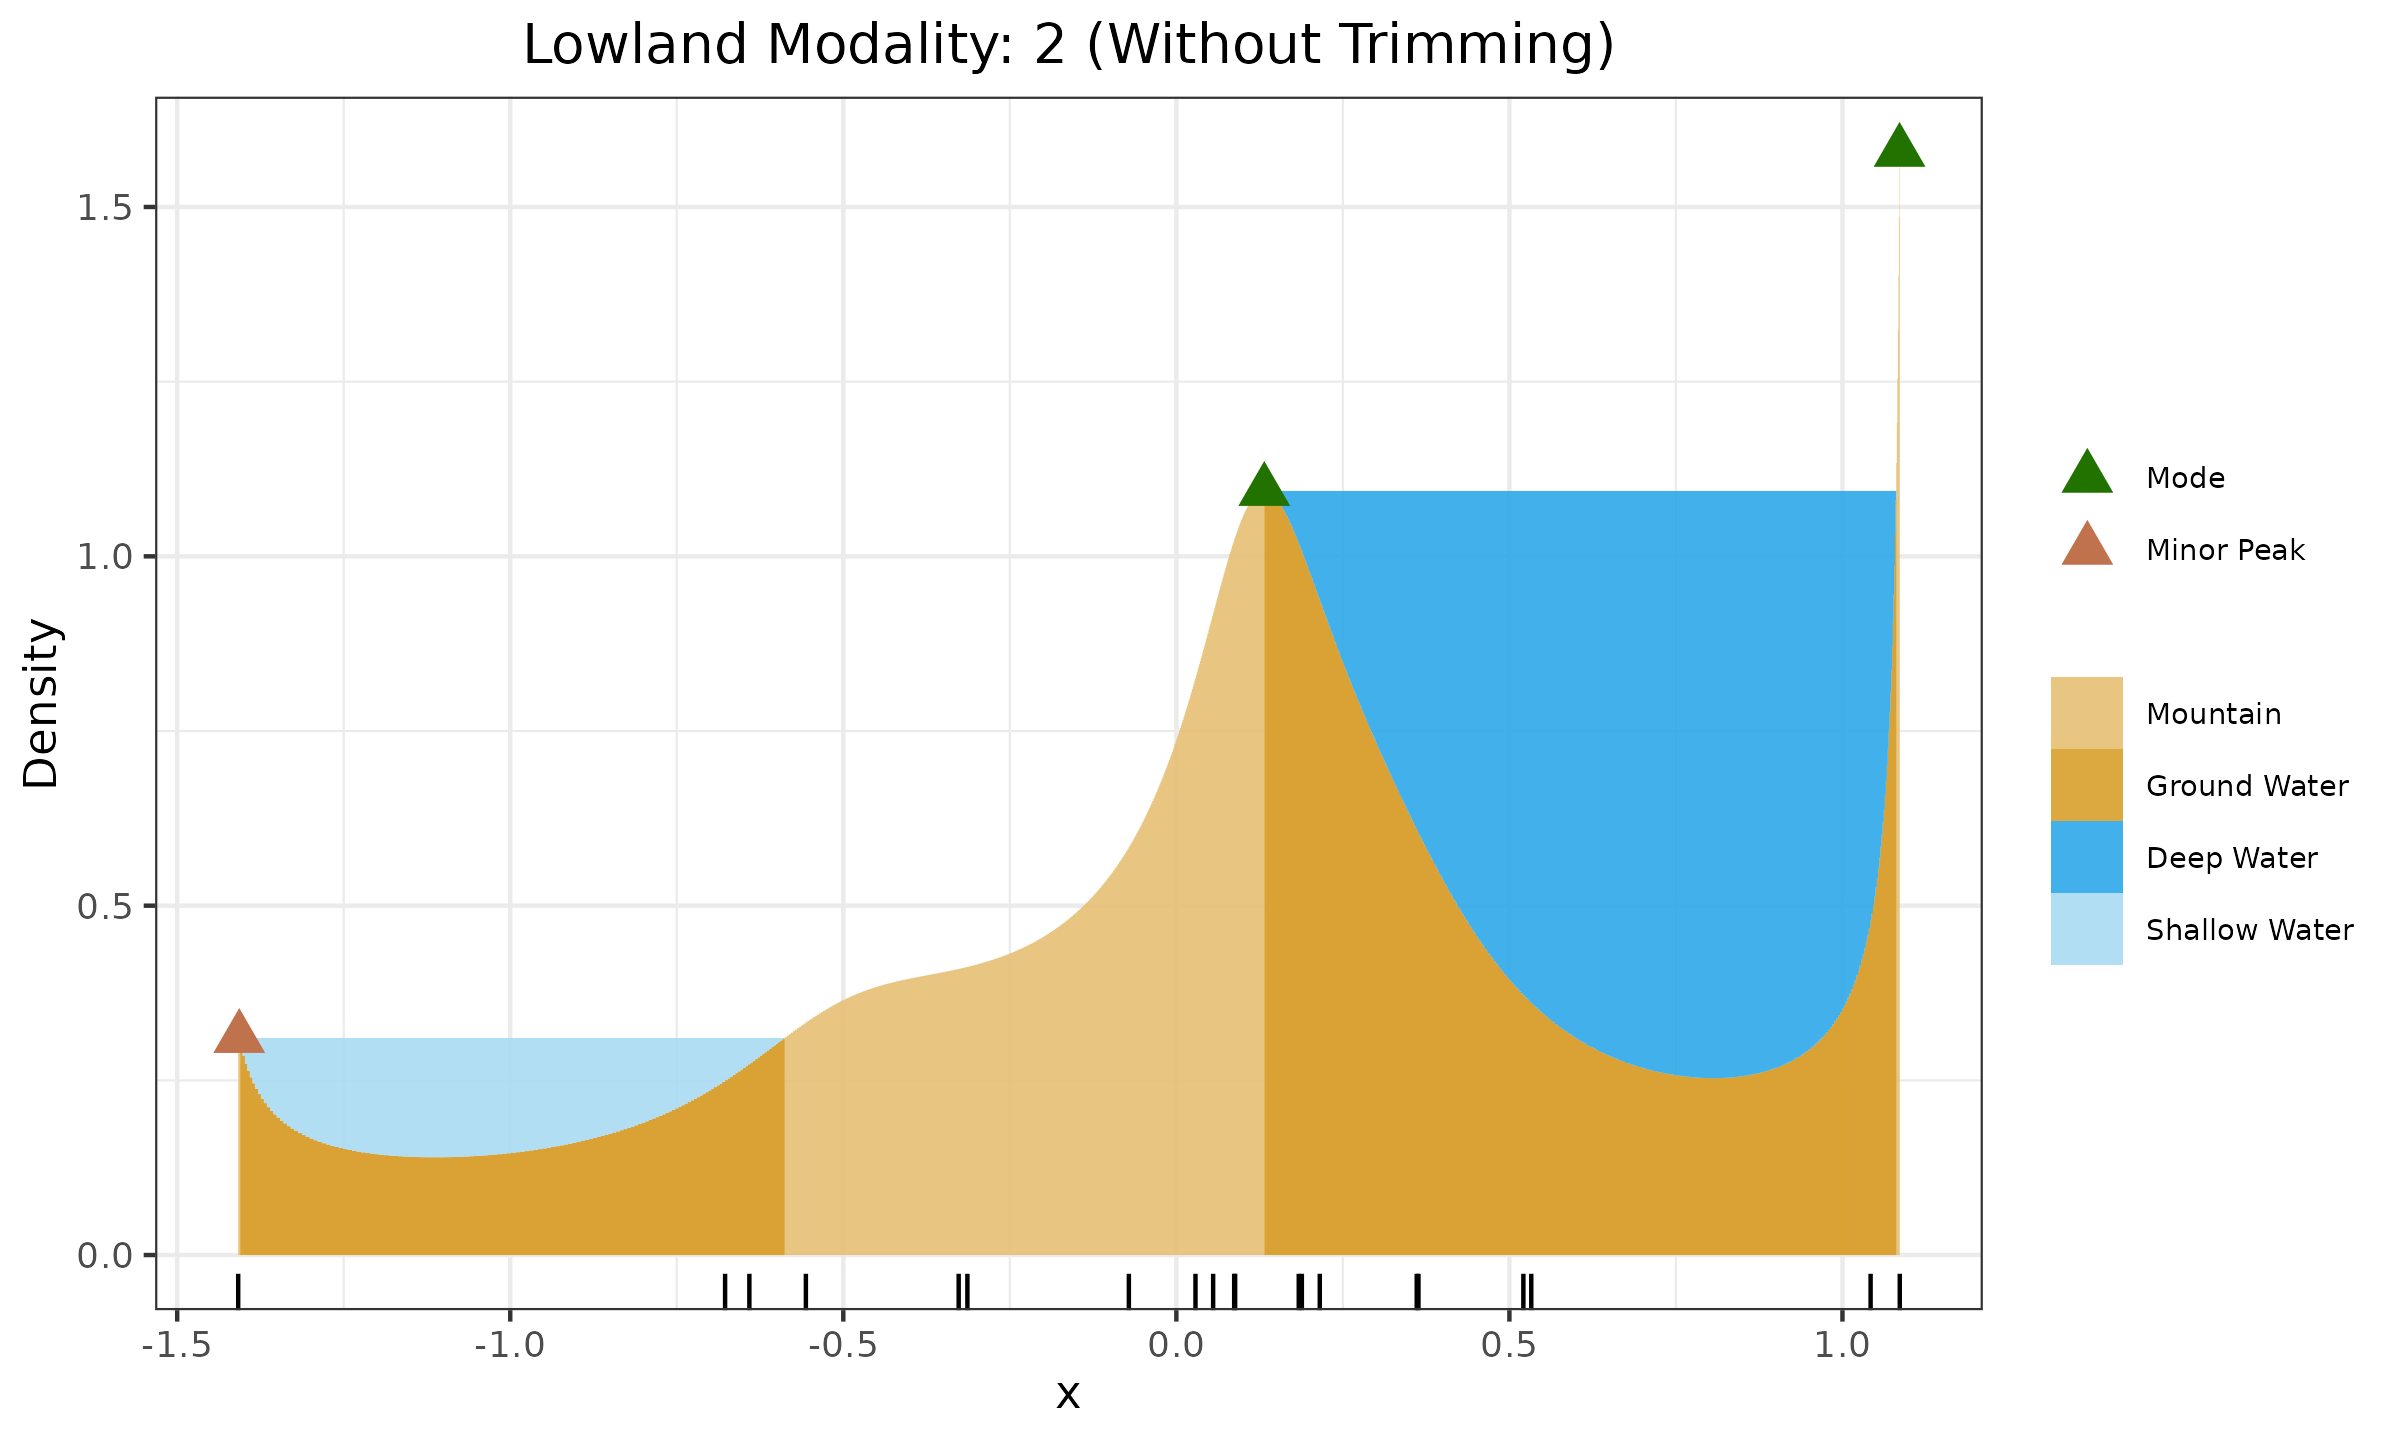 Lowland Modality: 2 (Without Trimming)
1.5
1.0
0.5
0.0
Density
-1.5
-1.0
-0.5
0.0
0.5
1.0
x
Mode
Minor Peak
Mountain
Ground Water
Deep Water
Shallow Water